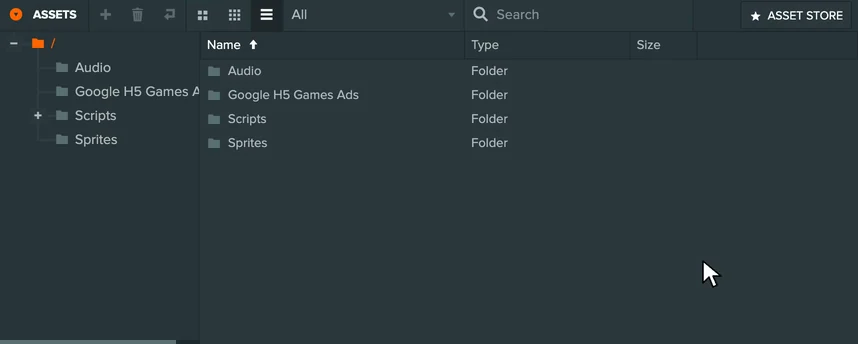 ASSETS
All
Search
ASSET STORE
/
Audio
Google H5 Games A
Scripts
Sprites
Name Type Size
Audio Folder
Google H5 Games Ads Folder
Scripts Folder
Sprites Folder